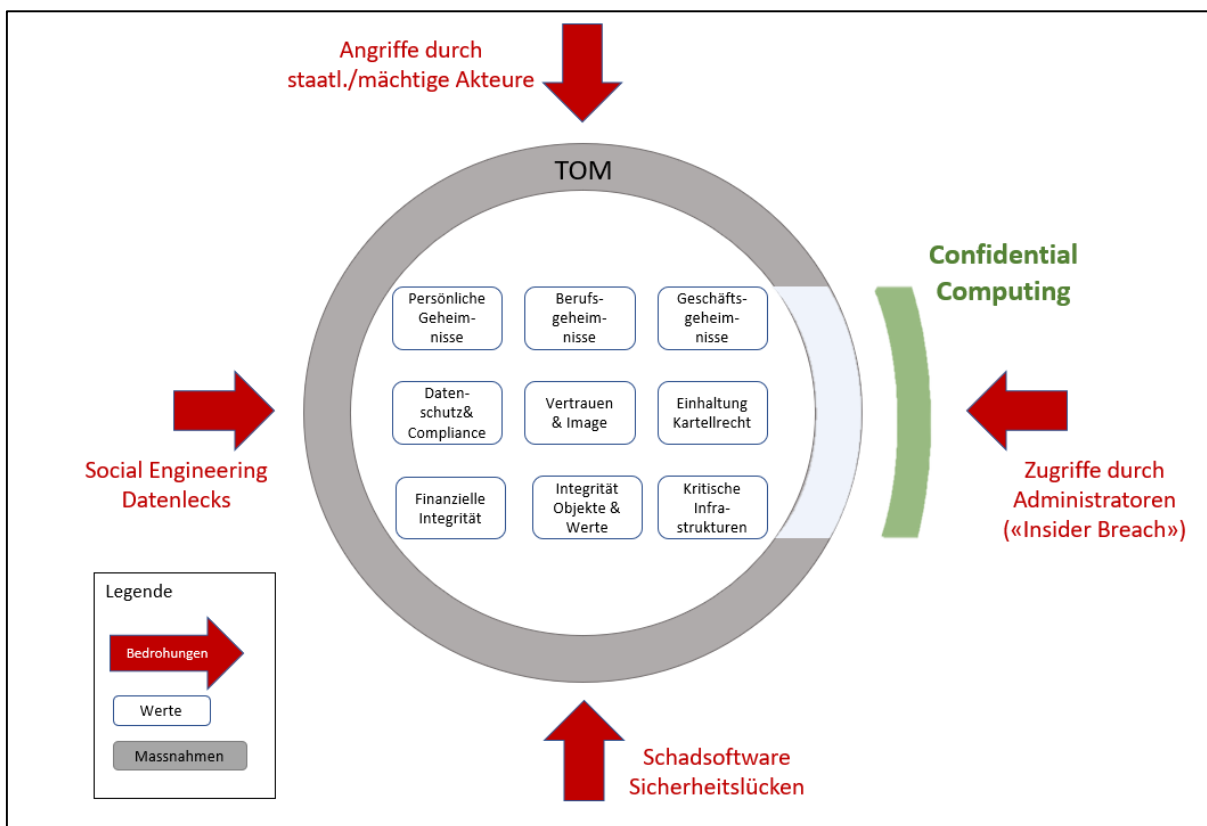 Angriffe durch
staatl./mächtige Akteure
TOM
Confidential
Computing
Persönliche
Geheim-
nisse
Berufs-
geheim-
nisse
Geschäfts-
geheim-
nisse
Daten-
schutz&
Compliance
Vertrauen
& Image
Einhaltung
Kartellrecht
Finanzielle
Integrität
Integrität
Objekte &
Werte
Kritische
Infra-
strukturen
Social Engineering
Datenlecks
Zugriffe durch
Administratoren
(«Insider Breach»)
Schadsoftware
Sicherheitslücken
Legende
Bedrohungen
Werte
Massnahmen